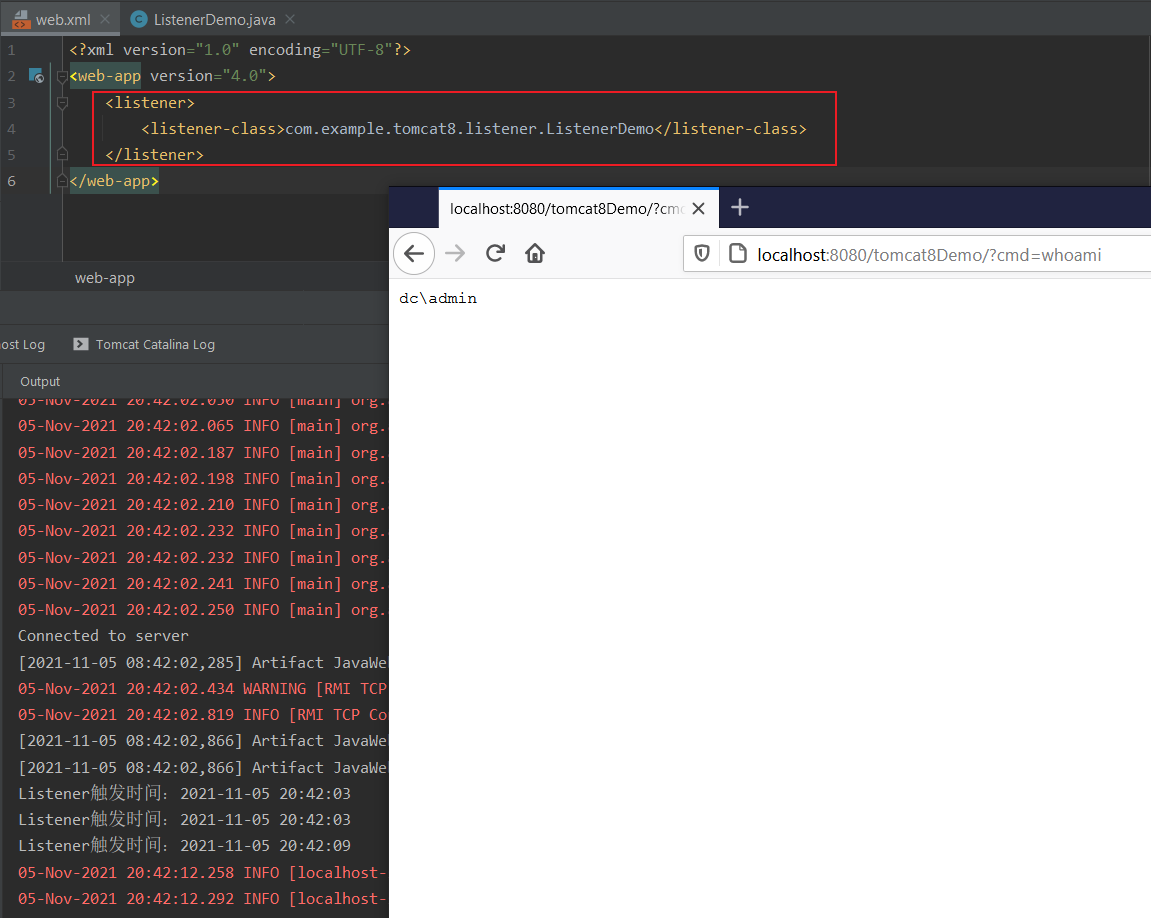 web.xml
ListenerDemo.java
1 <?xml version="1.0" encoding="UTF-8"?>
2 <web-app version="4.0">
3 <listener>
4 <listener-class>com.example.tomcat8.listener.ListenerDemo</listener-class>
5 </listener>
6 </web-app>
web-app
localhost:8080/tomcat8Demo/?cmd
localhost:8080/tomcat8Demo/?cmd=whoami
dc\admin
ost Log
Tomcat Catalina Log
Output
05-Nov-2021 20:42:02.050 INFO [main] org.
05-Nov-2021 20:42:02.065 INFO [main] org.
05-Nov-2021 20:42:02.187 INFO [main] org.
05-Nov-2021 20:42:02.198 INFO [main] org.
05-Nov-2021 20:42:02.210 INFO [main] org.
05-Nov-2021 20:42:02.232 INFO [main] org.
05-Nov-2021 20:42:02.232 INFO [main] org.
05-Nov-2021 20:42:02.241 INFO [main] org.
05-Nov-2021 20:42:02.250 INFO [main] org.
Connected to server
[2021-11-05 08:42:02,285] Artifact JavaWe
05-Nov-2021 20:42:02.434 WARNING [RMI TCP
05-Nov-2021 20:42:02.819 INFO [RMI TCP Co
[2021-11-05 08:42:02,866] Artifact JavaWe
[2021-11-05 08:42:02,866] Artifact JavaWe
Listener触发时间：2021-11-05 20:42:03
Listener触发时间：2021-11-05 20:42:03
Listener触发时间：2021-11-05 20:42:09
05-Nov-2021 20:42:12.258 INFO [localhost-
05-Nov-2021 20:42:12.292 INFO [localhost-